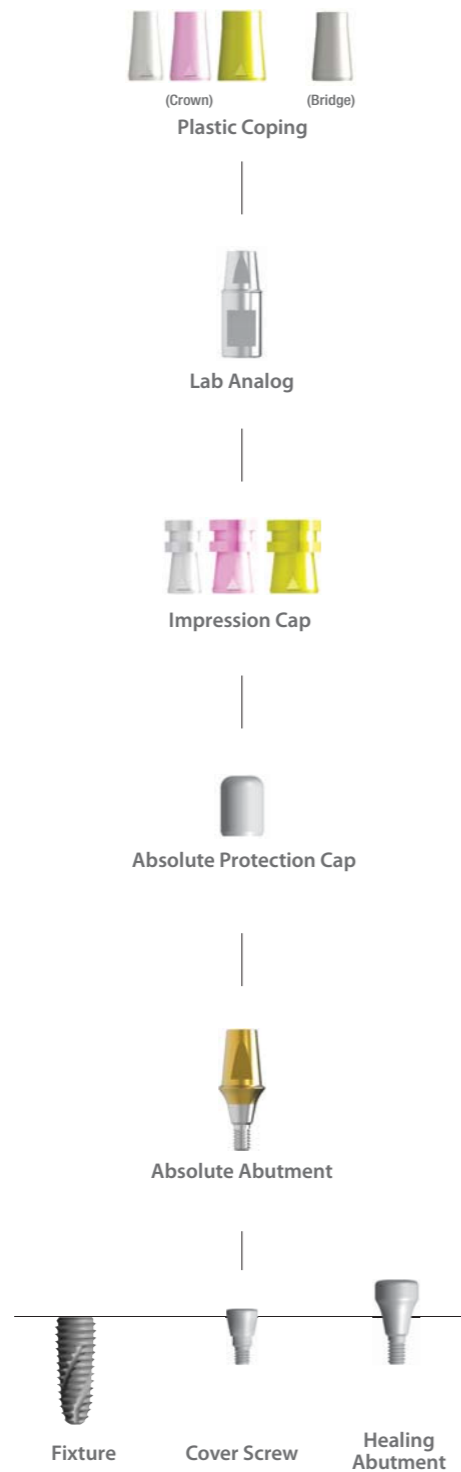 (Crown)
(Bridge)
Plastic Coping
Lab Analog
Impression Cap
Absolute Protection Cap
Absolute Abutment
Fixture
Cover Screw
Healing
Abutment